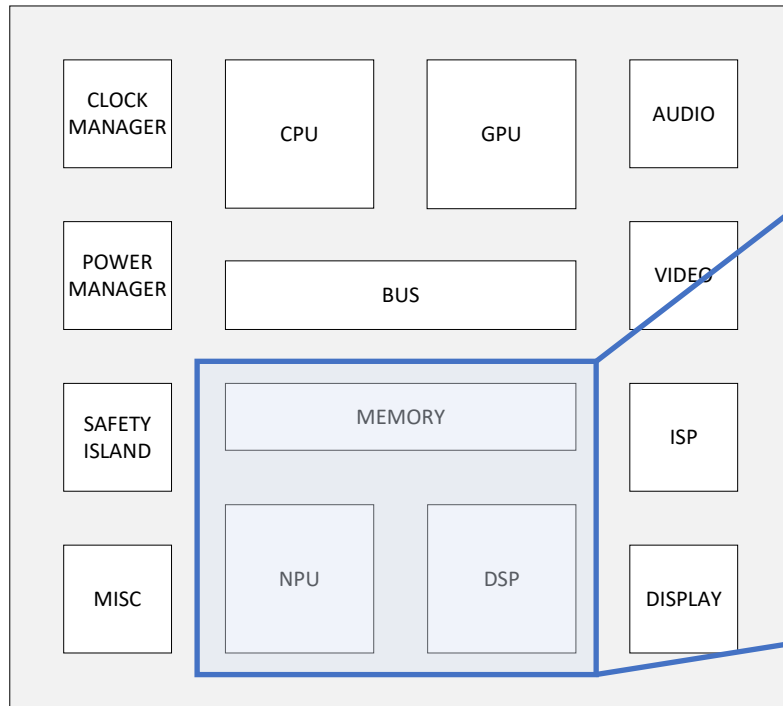 CLOCK
MANAGER
CPU
GPU
AUDIO
POWER
MANAGER
BUS
VIDEO
SAFETY
ISLAND
MEMORY
ISP
MISC
NPU
DSP
DISPLAY